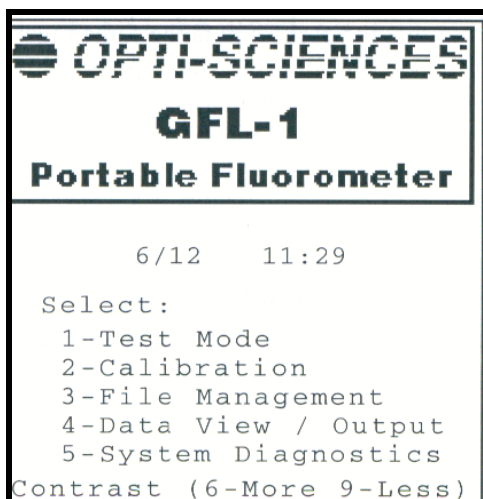 OPTI-SCIENCES
GFL-1
Portable Fluorometer
6/12 11:29
Select:
1-Test Mode
2-Calibration
3-File Management
4-Data View / Output
5-System Diagnostics
Contrast (6-More 9-Less)